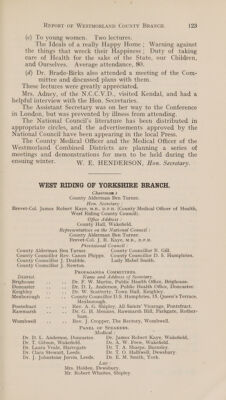 REPORT OF WESTMORLAND COUNTY BRANCH. 123
(c) To young women. Two lectures.
The Ideals of a really Happy Home; Warning against
the things that wreck their Happiness; Duty of taking
care of Health for the sake of the State, our Children,
and Ourselves. Average attendance, 80.
(d) Dr. Brade-Birks also attended a meeting of the Com-
mittee and discussed plans with them.
These lectures were greatly appreciated.
Mrs. Adney, of the N.C.C.V.D., visited Kendal, and had a
helpful interview with the Hon. Secretaries.
The Assistant Secretary was on her way to the Conference
in London, but was prevented by illness from attending.
The National Council's literature has been distributed in
appropriate circles, and the advertisements approved by the
National Council have been appearing in the local Press.
The County Medical Officer and the Medical Officer of the
Westmorland Combined Districts are planning a series of
meetings and demonstrations for men to be held during the
ensuing winter. W. E. HENDERSON, Hon. Secretary.
WEST RIDING OF YORKSHIRE BRANCH.
Chairman:
County Alderman Ben Turner.
Hon. Secretary
Brevet-Col. James Robert Kaye, M.B., D.P.H. (County Medical Officer of Health,
West Riding County Council).
Office Address:
County Hall, Wakefield.
Representatives on the National Council:
County Alderman Ben Turner.
Brevet-Col. J. R. Kaye, M.B., D.P.H.
Provisional Council:
County Alderman Ben Turner. County Councillor R. Gill.
County Councillor Rev. Canon Phipps. County Councillor D. S. Humphries.
County Councillor J. Drabble. Lady Mabel Smith.
County Councillor J. Newton.
PROPAGANDA COMMITTEES.
District. Name and Address of Secretary.
Brighouse .. .. Dr. F. W. Martin, Public Health Office, Brighouse.
Doncaster .. .. Dr. D. L. Anderson, Public Health Office, Doncaster.
Keighley .. .. Dr. W. Scatterty, Town Hall, Keighley.
Mexborough .. .. County Councillor D.S. Humphries, 18, Queen's Terrace,
Mexborough.
Pontefract .. .. Rev. A. G. Shipley, All Saints' Vicarage, Pontefract.
Rawmarsh .. .. Dr. G. H. Menzies, Rawmarsh Hill, Parkgate, Rother-
ham.
Wombwell .. .. Rev. J. Cropper, The Rectory, Wombwell.
PANEL OF SPEAKERS.
Medical:
Dr. D. L. Anderson, Doncaster. Dr. James Robert Kaye, Wakefield.
Dr. T. Gibson, Wakefield. Dr. A. W. Eves, Wakefield.
Dr. Laura Veale, Harrogate. Dr. T. A. Sharpe, Burnley.
Dr. Clara Stewart, Leeds. Dr. T. O. Halliwell, Dewsbury.
Dr. J. Johnstone Jervis, Leeds. Dr. E. M. Smith, York.
Lay:
Mrs. Holden, Dewsbury.
Mr. Robert Wharton, Shipley